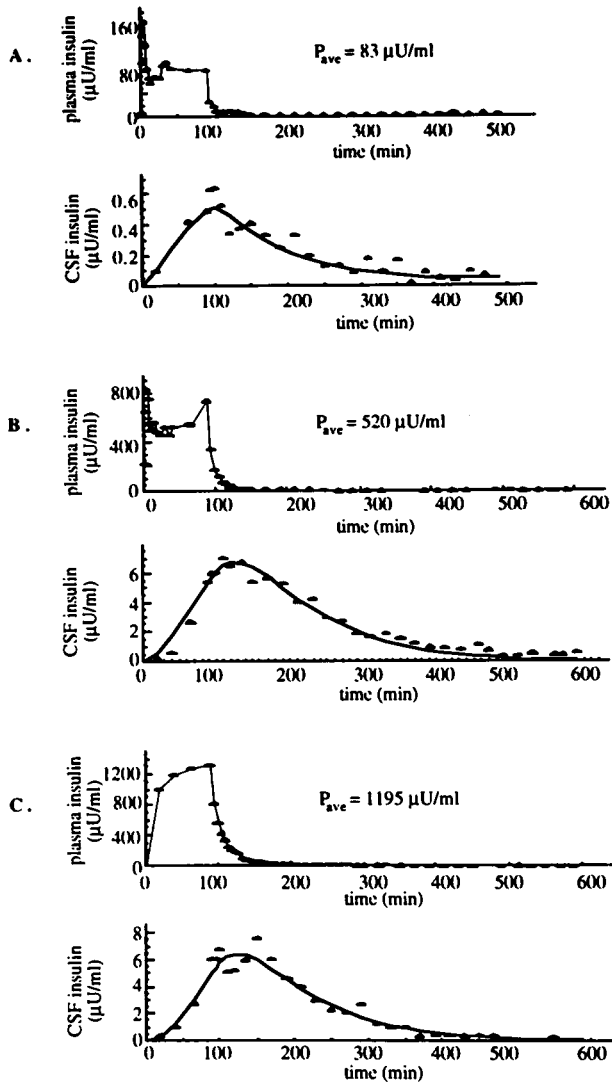 A.
plasma insulin
(μU/ml)
160
80
0
P_ave = 83 μU/ml
0 100 200 300 400 500
time (min)
CSF insulin
(μU/ml)
0.6
0.4
0.2
0
0 100 200 300 400 500
time (min)
B.
plasma insulin
(μU/ml)
800
400
0
P_ave = 520 μU/ml
0 100 200 300 400 500 600
time (min)
CSF insulin
(μU/ml)
6
4
2
0
0 100 200 300 400 500 600
time (min)
C.
plasma insulin
(μU/ml)
1200
800
400
0
P_ave = 1195 μU/ml
0 100 200 300 400 500 600
time (min)
CSF insulin
(μU/ml)
8
6
4
2
0
0 100 200 300 400 500 600
time (min)